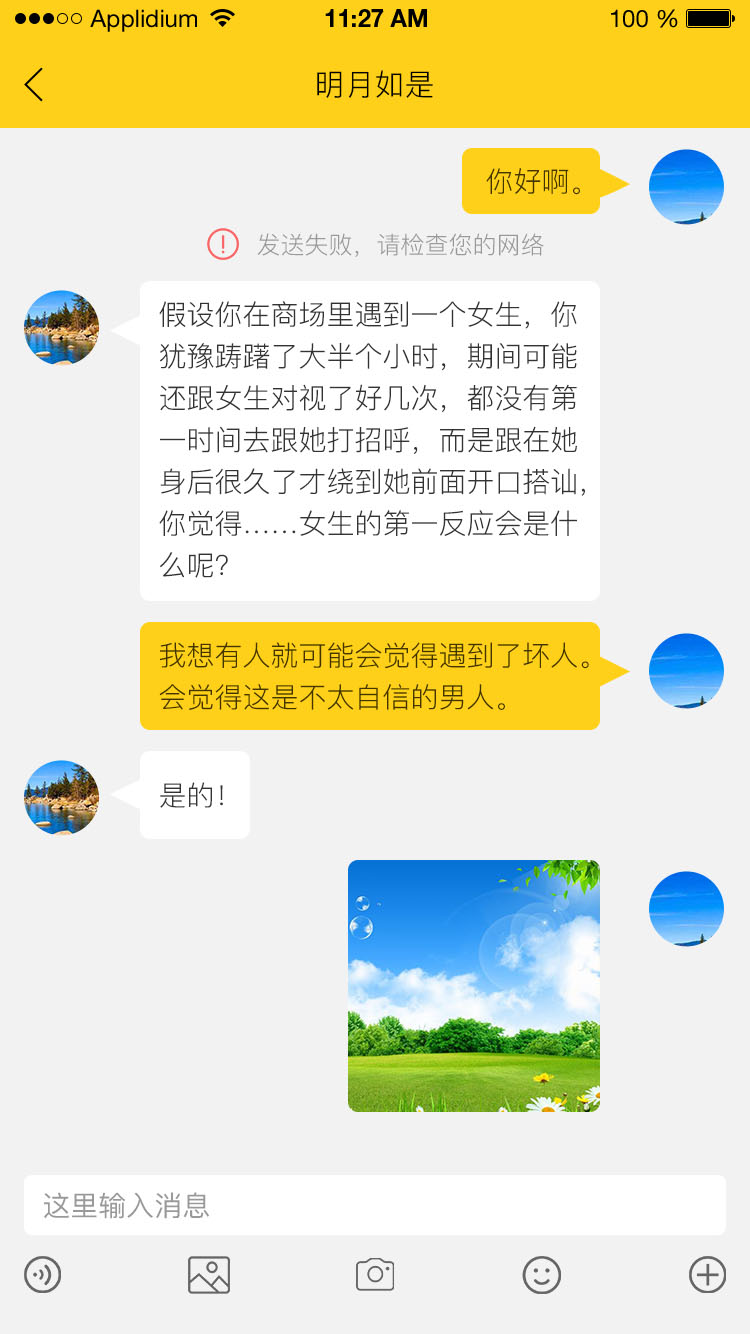 Applidium 11:27 AM 100 %
明月如是
你好啊。
发送失败，请检查您的网络
假设你在商场里遇到一个女生，你
犹豫踌躇了大半个小时，期间可能
还跟女生对视了好几次，都没有第
一时间去跟她打招呼，而是跟在她
身后很久了才绕到她前面开口搭讪，
你觉得……女生的第一反应会是什
么呢？
我想有人就可能会觉得遇到了坏人。
会觉得这是不太自信的男人。
是的！
这里输入消息